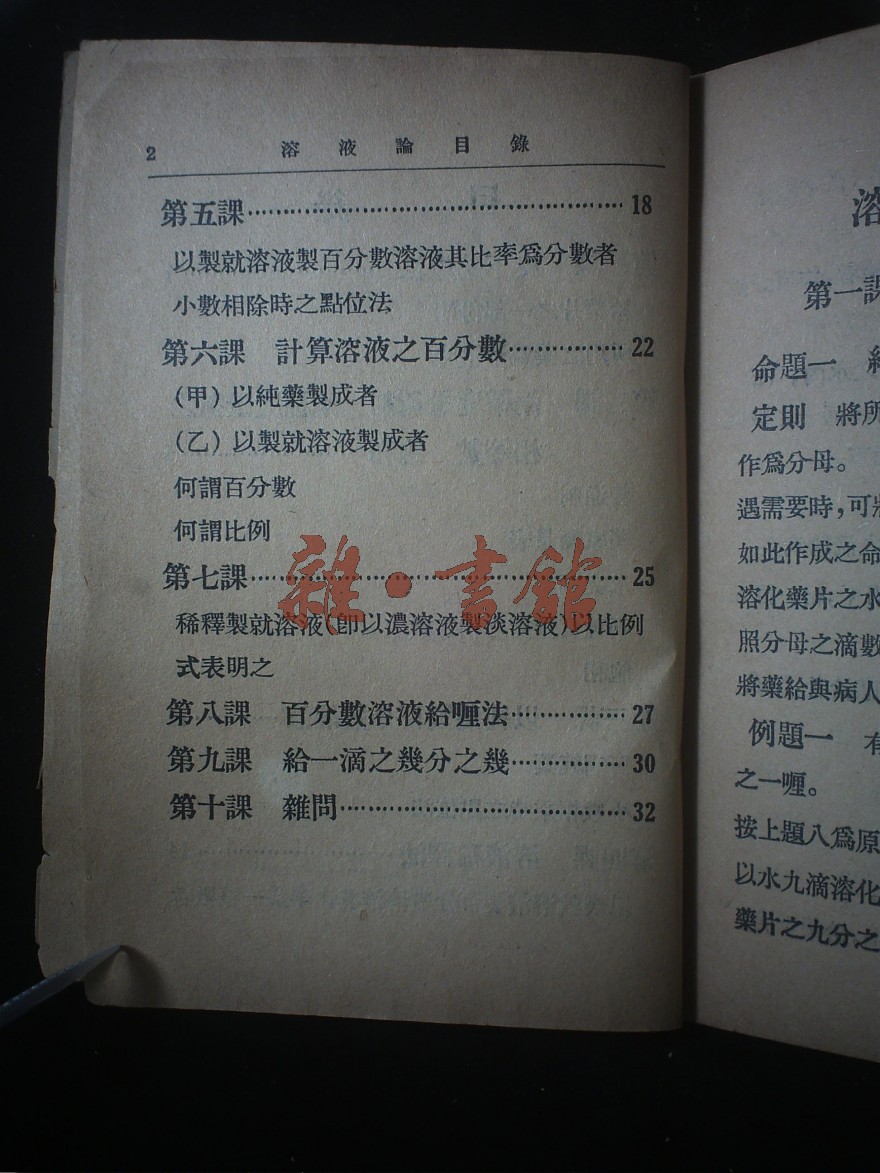 2 溶液論目錄
第五課……………………………………18
以製就溶液製百分數溶液其比率爲分數者
小數相除時之點位法
第六課 計算溶液之百分數……………22
(甲)以純藥製成者
(乙)以製就溶液製成者
何謂百分數
何謂比例
第七課……………………………………25
稀釋製就溶液(卽以濃溶液製淡溶液)以比例
式表明之
第八課 百分數溶液給喱法……………27
第九課 給一滴之幾分之幾……………30
第十課 雜問………………………………32
雜·書館
溶
第一課
命題一
定則 將所
作爲分母。
遇需要時,可將
如此作成之命
溶化藥片之水
照分母之滴數
將藥給與病人
例題一 有
之一喱。
按上題八爲原
以水九滴溶化
藥片之九分之